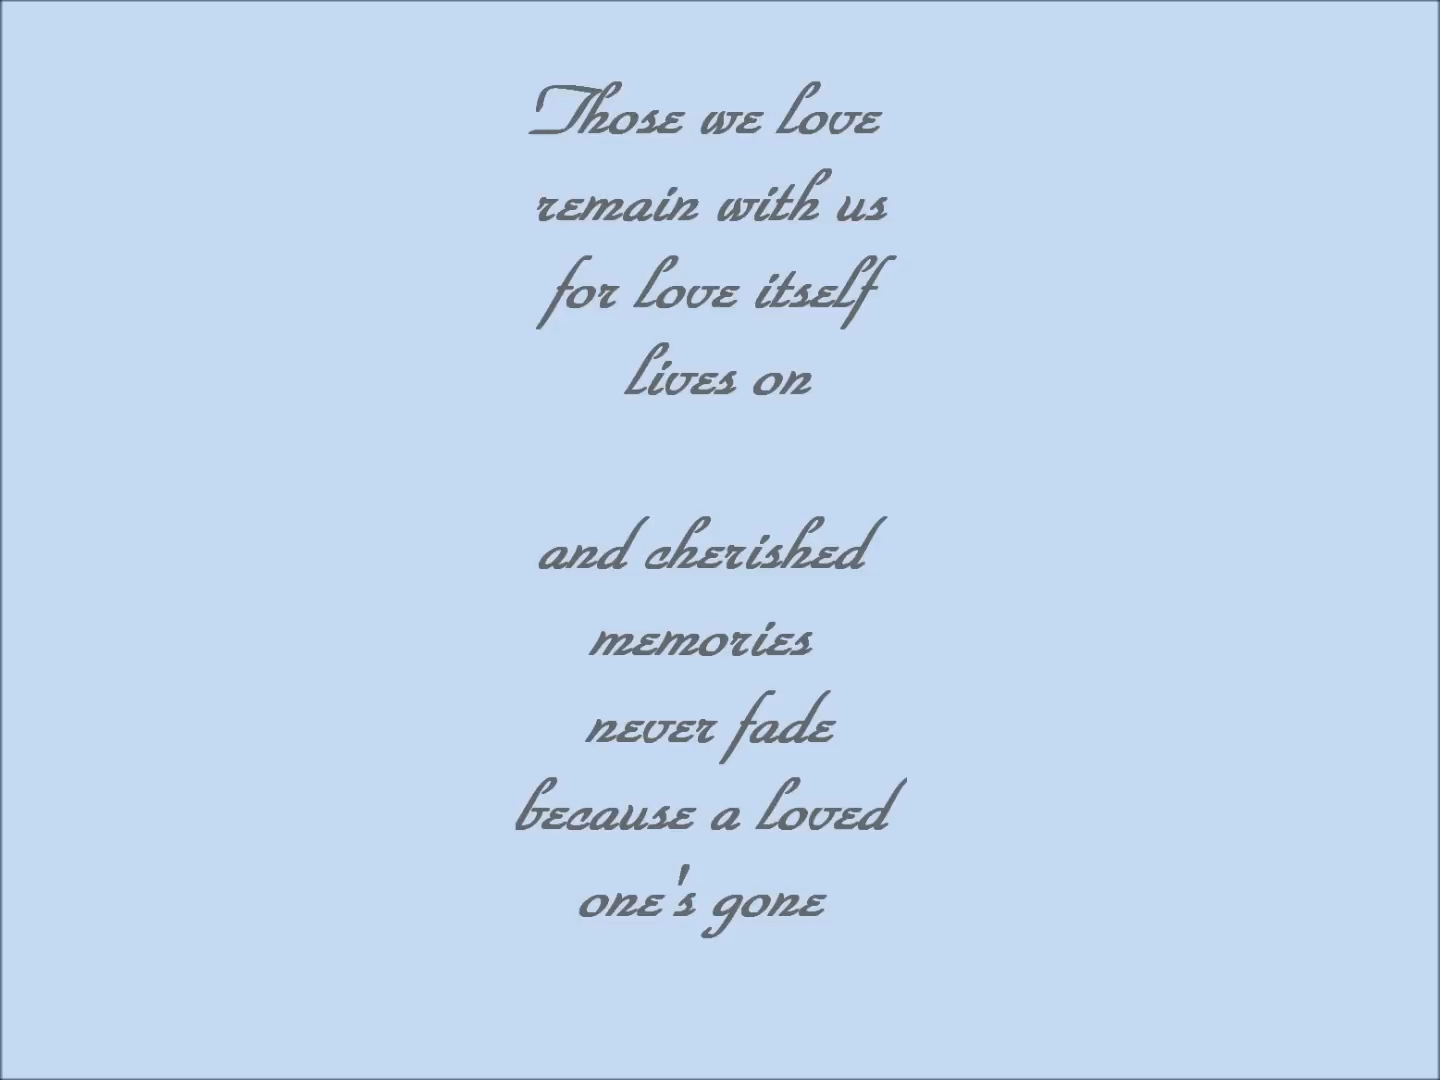 Those we love
remain with us
for love itself
lives on
and cherished
memories
never fade
because a loved
one's gone